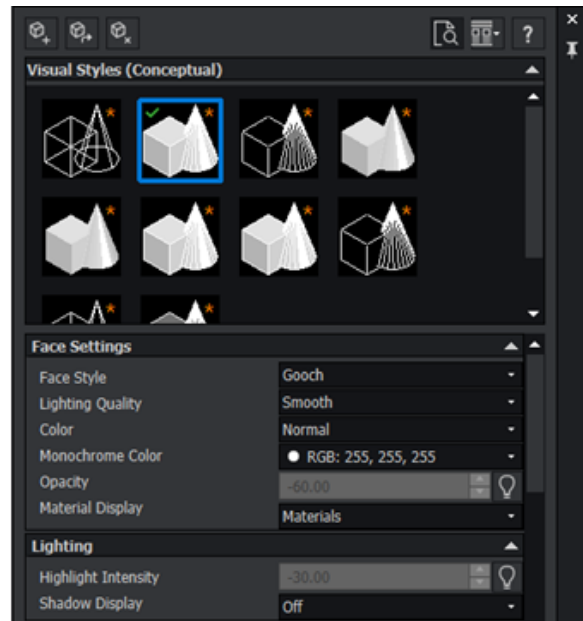 ?
Visual Styles (Conceptual)
Face Settings
Face Style Gooch
Lighting Quality Smooth
Color Normal
Monochrome Color RGB: 255, 255, 255
Opacity -60.00
Material Display Materials
Lighting
Highlight Intensity -30.00
Shadow Display Off